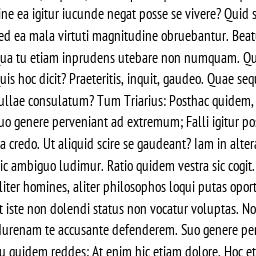 ine ea igitur iucunde negat posse se vivere? Quid s
ed ea mala virtuti magnitudine obruebantur. Beat
qua tu etiam inprudens utebare non numquam. Qu
uis hoc dicit? Praeteritis, inquit, gaudeo. Quae sequ
ullae consulatum? Tum Triarius: Posthac quidem,
uo genere perveniant ad extremum; Falli igitur po
a credo. Ut aliquid scire se gaudeant? Iam in altera
ic ambiguo ludimur. Ratio quidem vestra sic cogit.
liter homines, aliter philosophos loqui putas oport
t iste non dolendi status non vocatur voluptas. No
durenam te accusante defenderem. Suo genere per
u quidem reddes; At enim hic etiam dolore. Hoc et